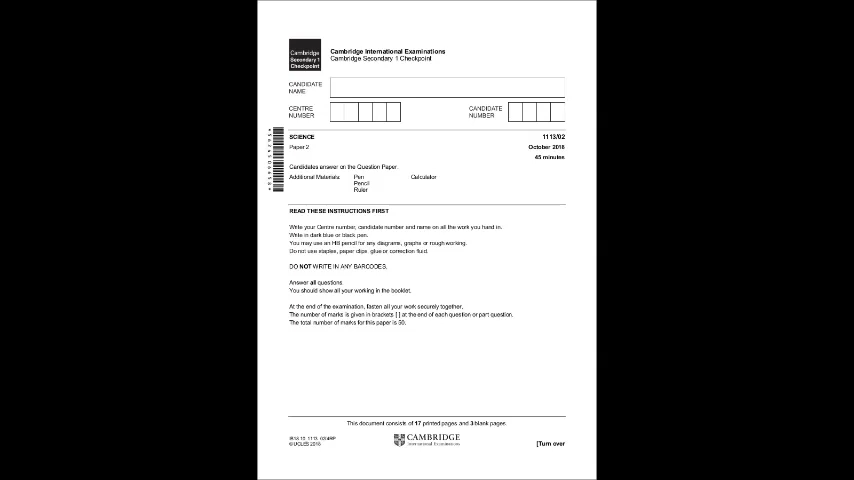 Cambridge
Secondary 1
Checkpoint
Cambridge International Examinations
Cambridge Secondary 1 Checkpoint
CANDIDATE
NAME
CENTRE
NUMBER
CANDIDATE
NUMBER
SCIENCE 1113/02
Paper 2 October 2018
45 minutes
Candidates answer on the Question Paper.
Additional Materials: Pen Calculator
Pencil
Ruler
READ THESE INSTRUCTIONS FIRST
Write your Centre number, candidate number and name on all the work you hand in.
Write in dark blue or black pen.
You may use an HB pencil for any diagrams, graphs or rough working.
Do not use staples, paper clips, glue or correction fluid.
DO NOT WRITE IN ANY BARCODES.
Answer all questions.
You should show all your working in the booklet.
At the end of the examination, fasten all your work securely together.
The number of marks is given in brackets [ ] at the end of each question or part question.
The total number of marks for this paper is 50.
This document consists of 17 printed pages and 3 blank pages.
© UCLES 2018
CAMBRIDGE
International Examinations
[Turn over